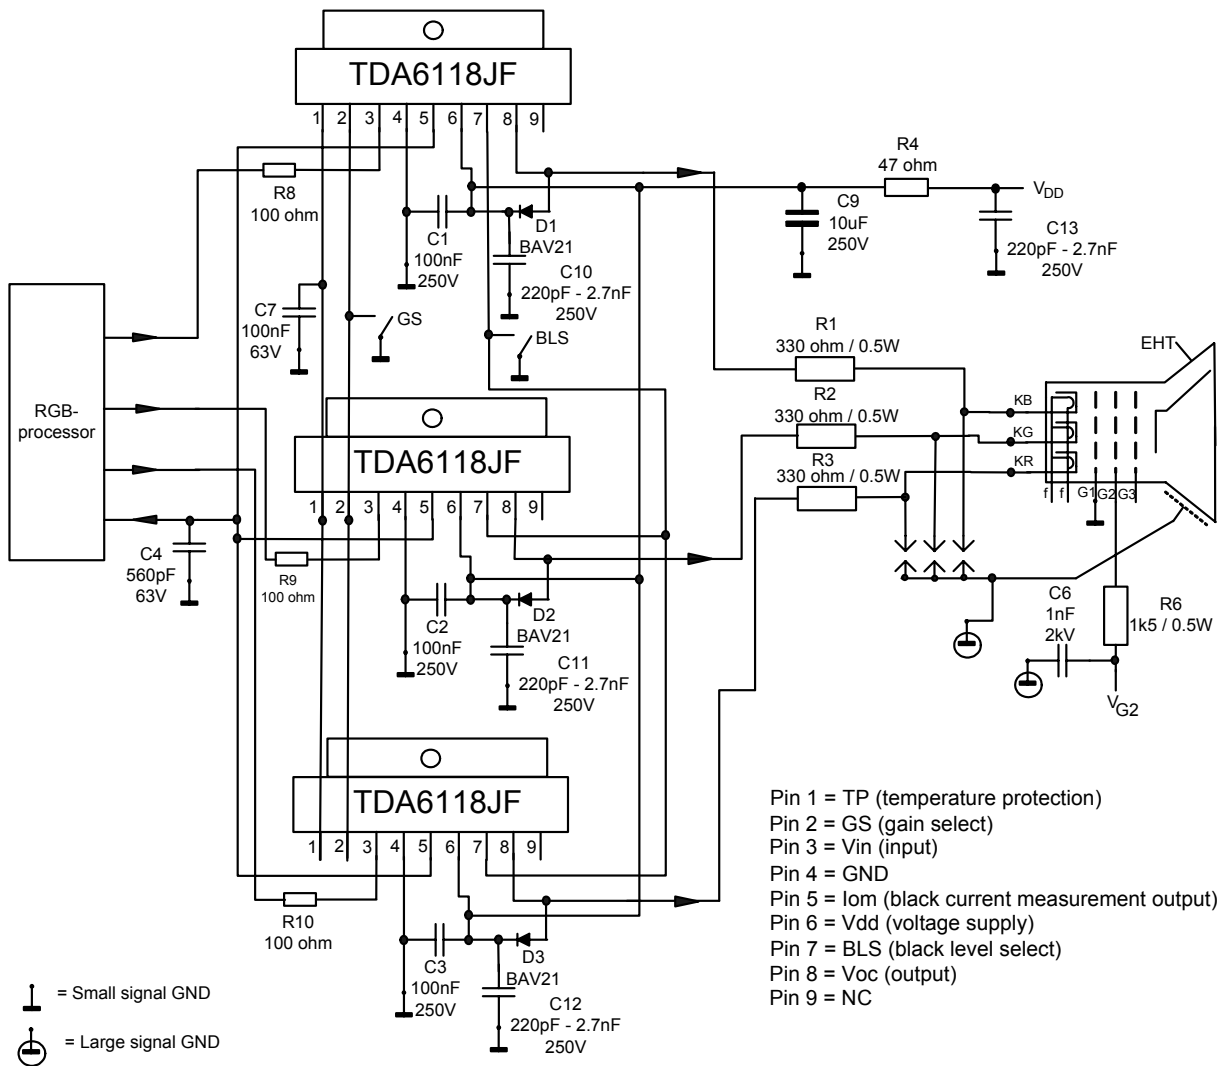 TDA6118JF
1 2 3 4 5 6 7 8 9
R8
100 ohm
C1
100nF
250V
D1
BAV21
C10
220pF - 2.7nF
250V
R4
47 ohm
VDD
C9
10uF
250V
C13
220pF - 2.7nF
250V
C7
100nF
63V
GS
BLS
RGB-
processor
R1
330 ohm / 0.5W
R2
330 ohm / 0.5W
R3
330 ohm / 0.5W
EHT
KB
KG
KR
f f G1 G2 G3
TDA6118JF
1 2 3 4 5 6 7 8 9
C4
560pF
63V
R9
100 ohm
C2
100nF
250V
D2
BAV21
C11
220pF - 2.7nF
250V
C6
1nF
2kV
R6
1k5 / 0.5W
VG2
TDA6118JF
1 2 3 4 5 6 7 8 9
R10
100 ohm
C3
100nF
250V
D3
BAV21
C12
220pF - 2.7nF
250V
Pin 1 = TP (temperature protection)
Pin 2 = GS (gain select)
Pin 3 = Vin (input)
Pin 4 = GND
Pin 5 = Iom (black current measurement output)
Pin 6 = Vdd (voltage supply)
Pin 7 = BLS (black level select)
Pin 8 = Voc (output)
Pin 9 = NC
= Small signal GND
= Large signal GND